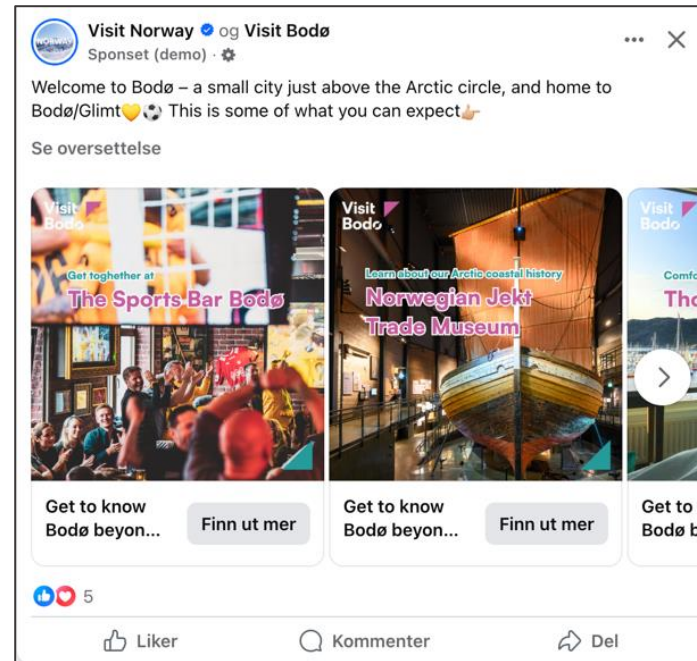 Visit Norway og Visit Bodø
Sponset (demo) ·
Welcome to Bodø – a small city just above the Arctic circle, and home to
Bodø/Glimt💛⚽ This is some of what you can expect👉🏼
Se oversettelse
Visit
Bodø
Get toghether at
The Sports Bar Bodø
Get to know
Bodø beyon...
Finn ut mer
Visit
Bodø
Learn about our Arctic coastal history
Norwegian Jekt
Trade Museum
Get to know
Bodø beyon...
Finn ut mer
Visit
Bodø
Get to
5
Liker
Kommenter
Del